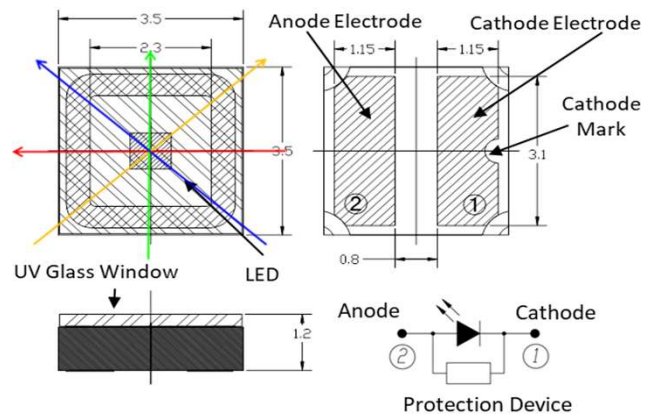 3.5
2.3
3.5
UV Glass Window
LED
Anode Electrode
Cathode Electrode
1.15
1.15
Cathode
Mark
3.1
②
①
0.8
1.2
Anode
Cathode
②
①
Protection Device